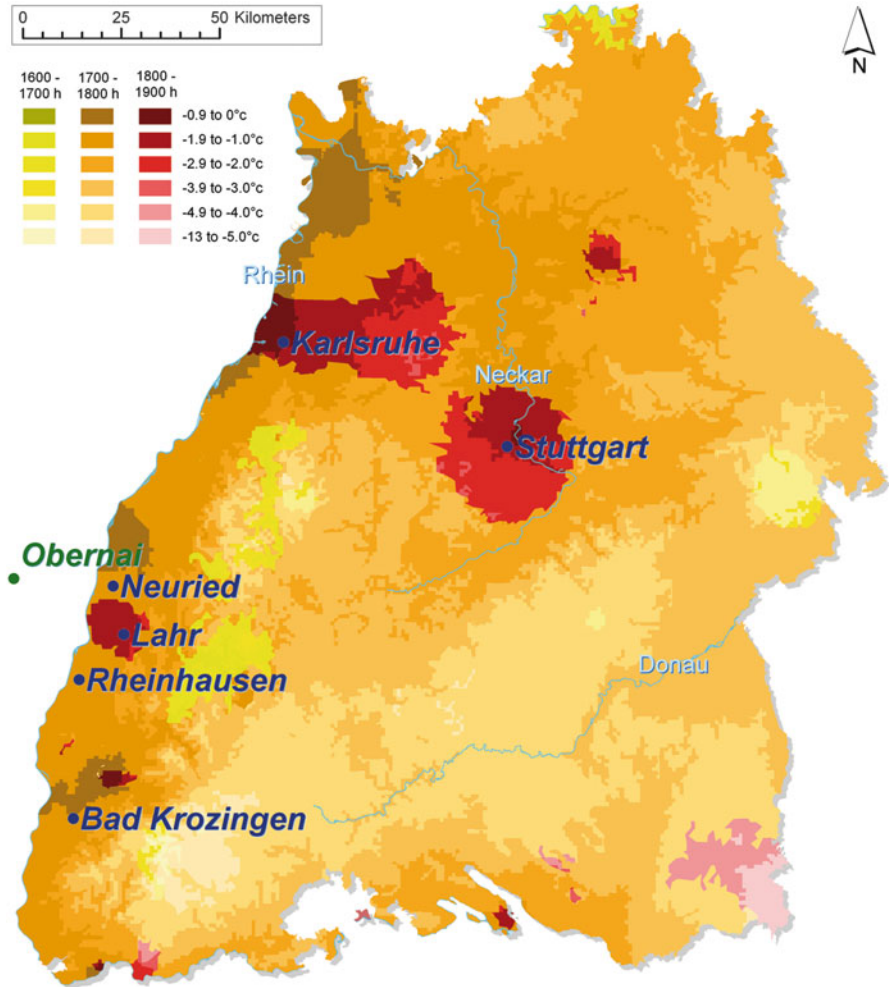 0 25 50 Kilometers
N
1600 - 1700 - 1800 -
1700 h 1800 h 1900 h
-0.9 to 0°c
-1.9 to -1.0°c
-2.9 to -2.0°c
-3.9 to -3.0°c
-4.9 to -4.0°c
-13 to -5.0°c
Rhein
Karlsruhe
Neckar
Stuttgart
Obernai
Neuried
Lahr
Donau
Rheinhausen
Bad Krozingen